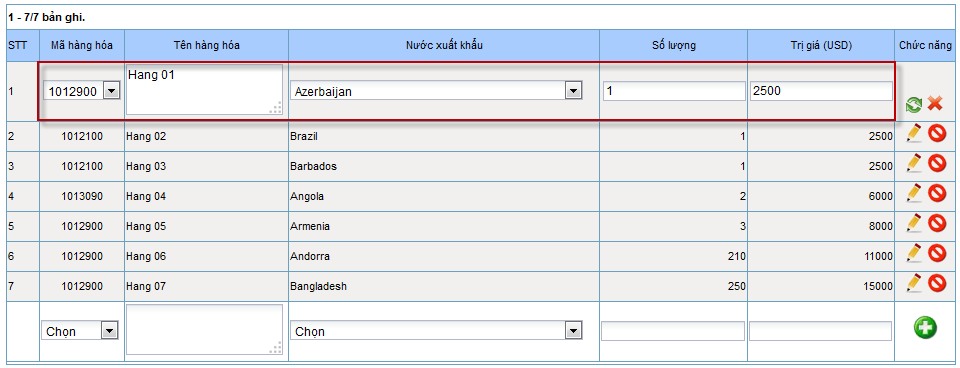 1 - 7/7 bản ghi.
STT Mã hàng hóa Tên hàng hóa Nước xuất khẩu Số lượng Trị giá (USD) Chức năng
1 1012900 Hang 01 Azerbaijan 1 2500
2 1012100 Hang 02 Brazil 1 2500
3 1012100 Hang 03 Barbados 1 2500
4 1013090 Hang 04 Angola 2 6000
5 1012900 Hang 05 Armenia 3 8000
6 1012900 Hang 06 Andorra 210 11000
7 1012900 Hang 07 Bangladesh 250 15000
Chọn Chọn